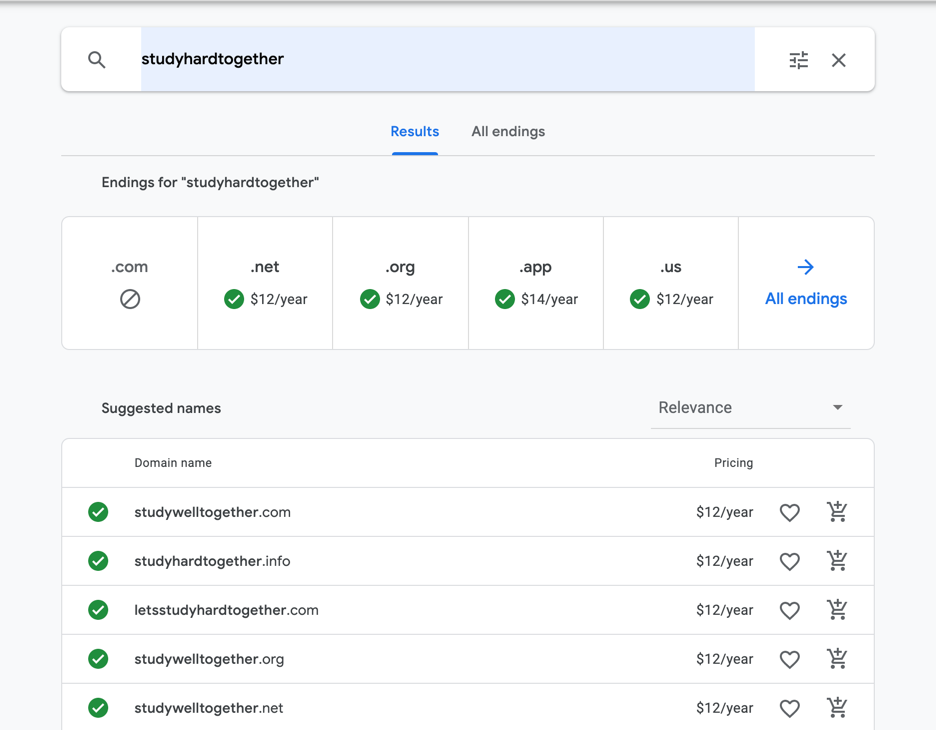 studyhardtogether
Results All endings
Endings for "studyhardtogether"
.com .net .org .app .us
$12/year $12/year $14/year $12/year All endings
Suggested names Relevance
Domain name Pricing
studywelltogether.com $12/year
studyhardtogether.info $12/year
letsstudyhardtogether.com $12/year
studywelltogether.org $12/year
studywelltogether.net $12/year